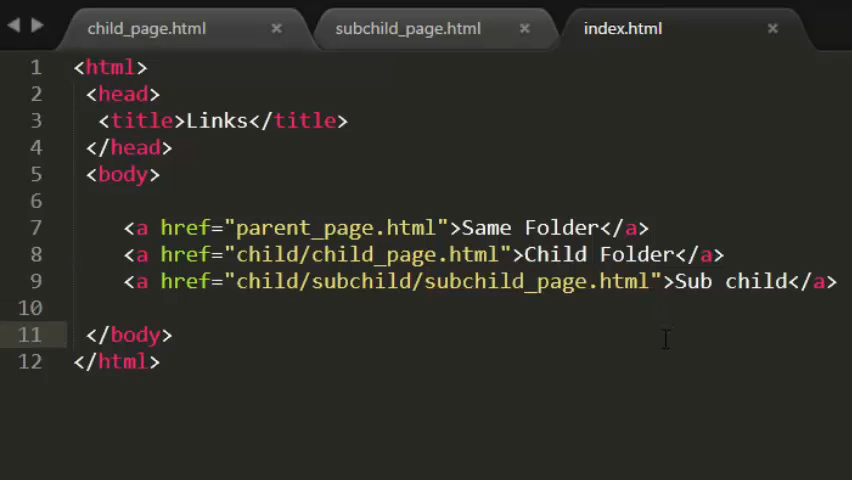 child_page.html × subchild_page.html × index.html ×
1 <html>
2 <head>
3 <title>Links</title>
4 </head>
5 <body>
6
7 <a href="parent_page.html">Same Folder</a>
8 <a href="child/child_page.html">Child Folder</a>
9 <a href="child/subchild/subchild_page.html">Sub child</a>
10
11 </body>
12 </html>